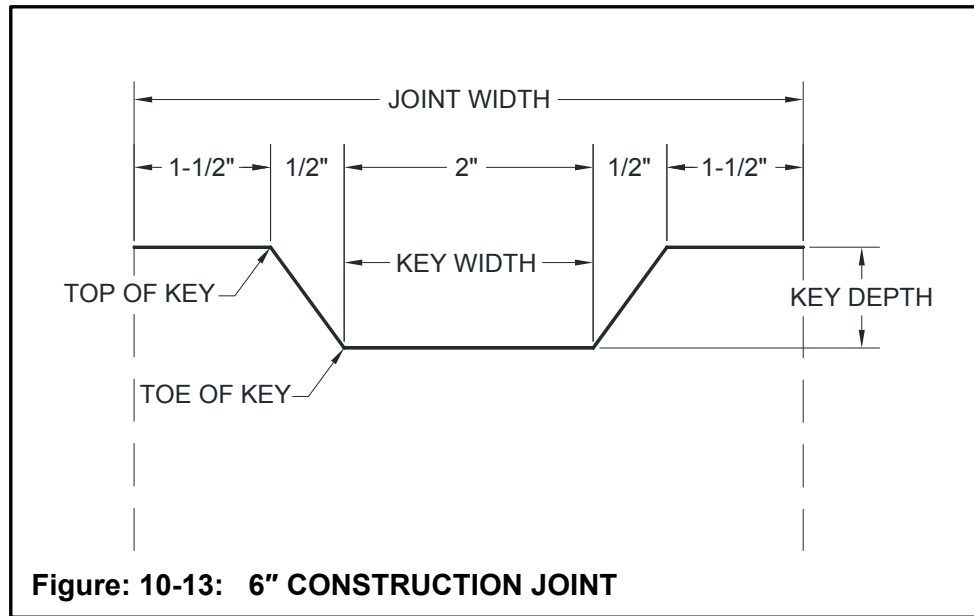 JOINT WIDTH
1-1/2" 1/2" 2" 1/2" 1-1/2"
KEY WIDTH
TOP OF KEY
KEY DEPTH
TOE OF KEY
Figure: 10-13: 6″ CONSTRUCTION JOINT